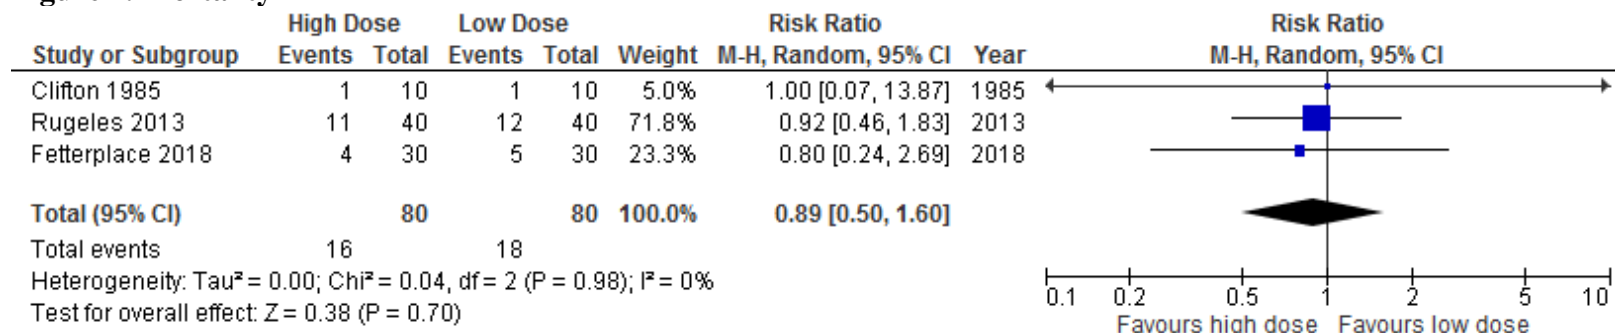 High Dose Low Dose Risk Ratio Risk Ratio
Study or Subgroup Events Total Events Total Weight M-H, Random, 95% CI Year M-H, Random, 95% CI
Clifton 1985 1 10 1 10 5.0% 1.00 [0.07, 13.87] 1985
Rugeles 2013 11 40 12 40 71.8% 0.92 [0.46, 1.83] 2013
Fetterplace 2018 4 30 5 30 23.3% 0.80 [0.24, 2.69] 2018
Total (95% CI) 80 80 100.0% 0.89 [0.50, 1.60]
Total events 16 18
Heterogeneity: Tau² = 0.00; Chi² = 0.04, df = 2 (P = 0.98); I² = 0%
Test for overall effect: Z = 0.38 (P = 0.70)
0.1 0.2 0.5 1 2 5 10
Favours high dose Favours low dose